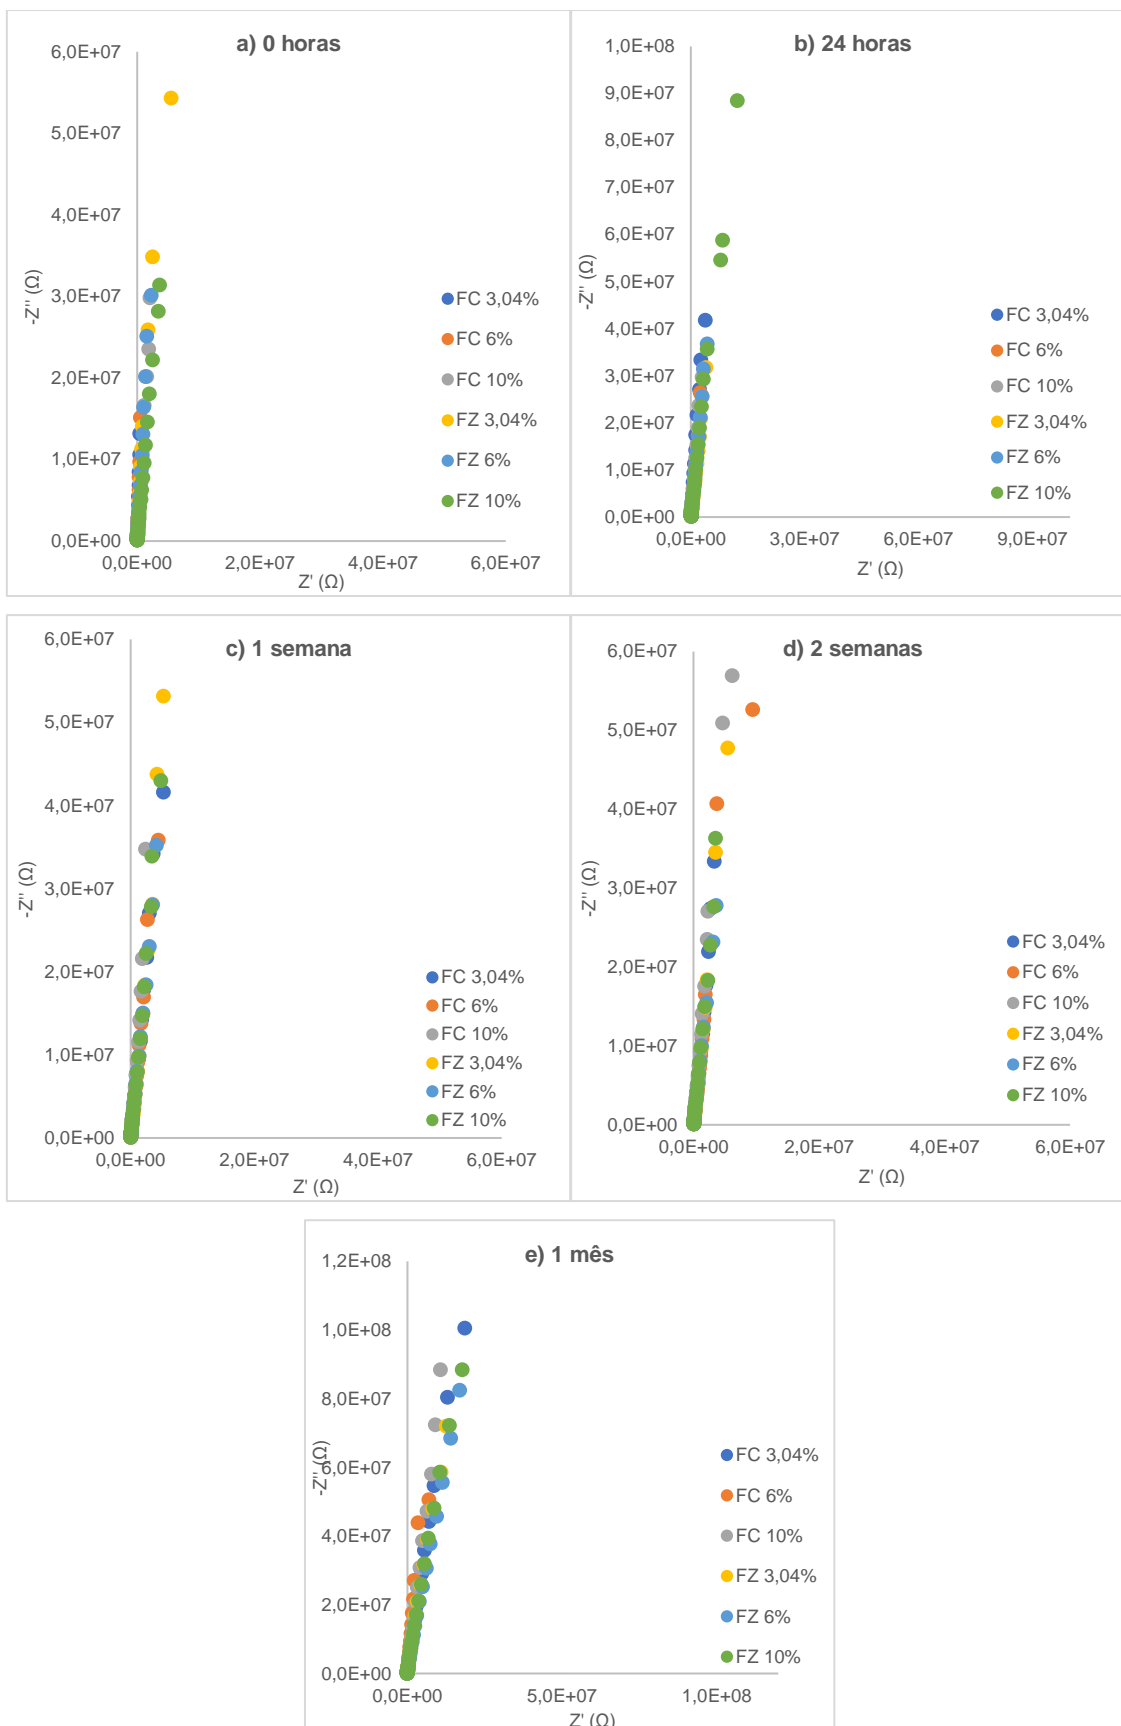 a) 0 horas
6,0E+07
5,0E+07
4,0E+07
3,0E+07
2,0E+07
1,0E+07
0,0E+00
-Z'' (Ω)
0,0E+00 2,0E+07 4,0E+07 6,0E+07
Z' (Ω)
FC 3,04%
FC 6%
FC 10%
FZ 3,04%
FZ 6%
FZ 10%
b) 24 horas
1,0E+08
9,0E+07
8,0E+07
7,0E+07
6,0E+07
5,0E+07
4,0E+07
3,0E+07
2,0E+07
1,0E+07
0,0E+00
-Z'' (Ω)
0,0E+00 3,0E+07 6,0E+07 9,0E+07
Z' (Ω)
FC 3,04%
FC 6%
FC 10%
FZ 3,04%
FZ 6%
FZ 10%
c) 1 semana
6,0E+07
5,0E+07
4,0E+07
3,0E+07
2,0E+07
1,0E+07
0,0E+00
-Z'' (Ω)
0,0E+00 2,0E+07 4,0E+07 6,0E+07
Z' (Ω)
FC 3,04%
FC 6%
FC 10%
FZ 3,04%
FZ 6%
FZ 10%
d) 2 semanas
6,0E+07
5,0E+07
4,0E+07
3,0E+07
2,0E+07
1,0E+07
0,0E+00
-Z'' (Ω)
0,0E+00 2,0E+07 4,0E+07 6,0E+07
Z' (Ω)
FC 3,04%
FC 6%
FC 10%
FZ 3,04%
FZ 6%
FZ 10%
e) 1 mês
1,2E+08
1,0E+08
8,0E+07
6,0E+07
4,0E+07
2,0E+07
0,0E+00
-Z'' (Ω)
0,0E+00 5,0E+07 1,0E+08
Z' (Ω)
FC 3,04%
FC 6%
FC 10%
FZ 3,04%
FZ 6%
FZ 10%